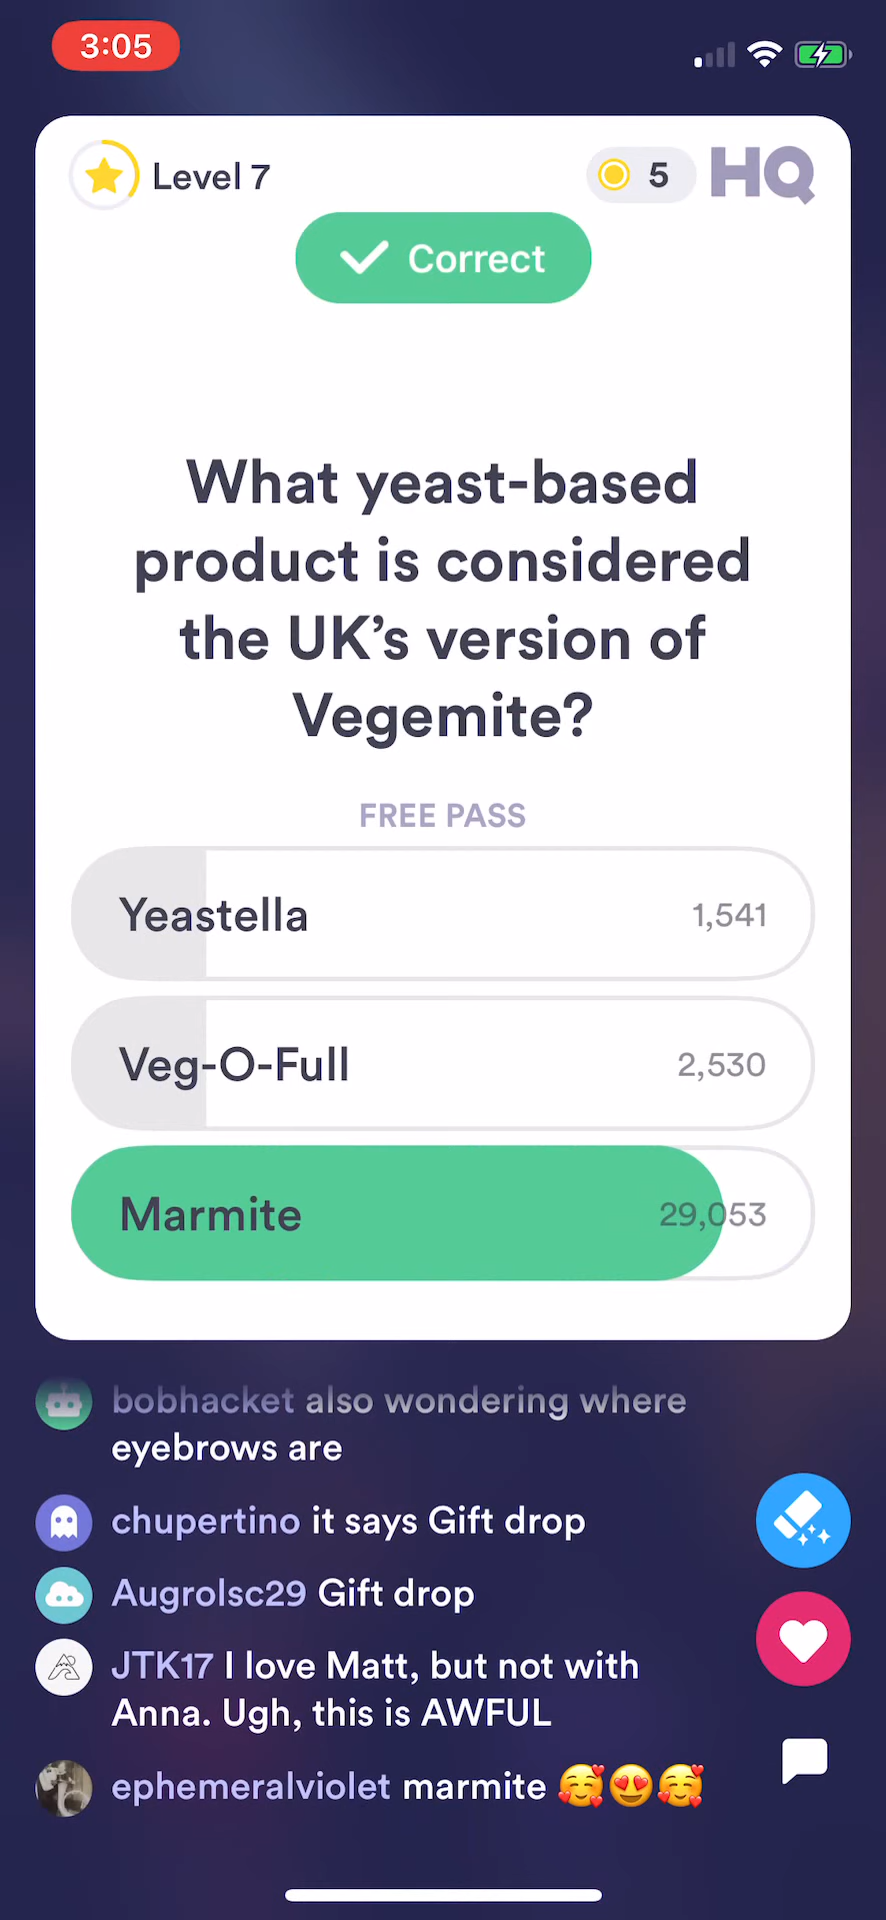 3:05
Level 7
5
HQ
Correct
What yeast-based
product is considered
the UK’s version of
Vegemite?
FREE PASS
Yeastella 1,541
Veg-O-Full 2,530
Marmite 29,053
bobhacket also wondering where
eyebrows are
chupertino it says Gift drop
Augrolsc29 Gift drop
JTK17 I love Matt, but not with
Anna. Ugh, this is AWFUL
ephemeralviolet marmite 🥰😍🥰